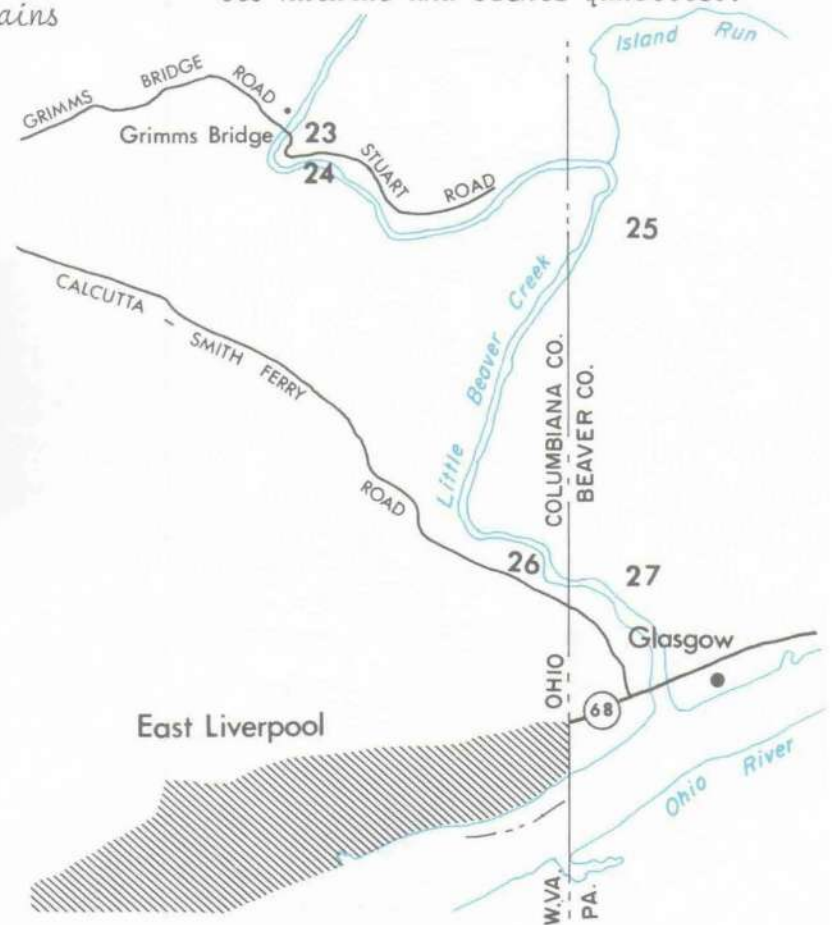 ains
Island Run
GRIMMS BRIDGE ROAD
Grimms Bridge
23
24
STUART ROAD
25
CALCUTTA - SMITH FERRY ROAD
Little Beaver Creek
COLUMBIANA CO.
BEAVER CO.
26
27
Glasgow
OHIO
68
East Liverpool
Ohio River
W.VA.
PA.